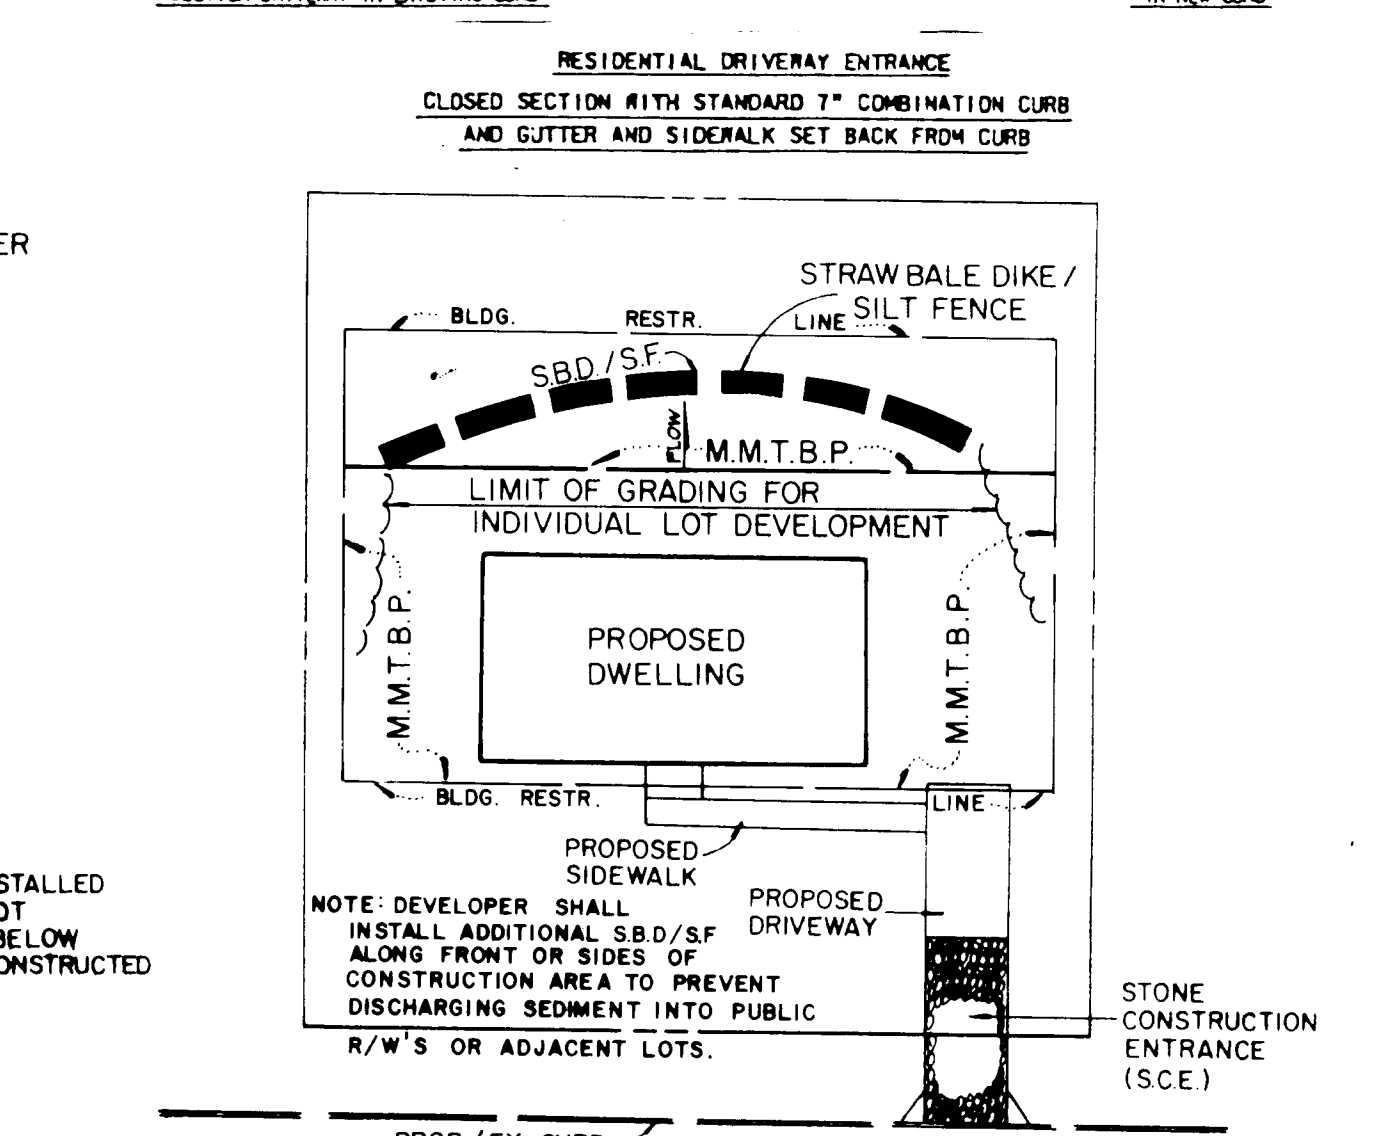 RESIDENTIAL DRIVEWAY ENTRANCE
CLOSED SECTION WITH STANDARD 7" COMBINATION CURB
AND GUTTER AND SIDEWALK SET BACK FROM CURB
ER
STRAW BALE DIKE /
SILT FENCE
BLDG. RESTR. LINE
S.B.D. / S.F.
FLOW
M.M.T.B.P.
LIMIT OF GRADING FOR
INDIVIDUAL LOT DEVELOPMENT
M.M.T.B.P.
M.M.T.B.P.
PROPOSED
DWELLING
BLDG. RESTR. LINE
PROPOSED
SIDEWALK
PROPOSED
DRIVEWAY
STALLED
OT
BELOW
ONSTRUCTED
NOTE: DEVELOPER SHALL
INSTALL ADDITIONAL S.B.D/S.F
ALONG FRONT OR SIDES OF
CONSTRUCTION AREA TO PREVENT
DISCHARGING SEDIMENT INTO PUBLIC
R/W'S OR ADJACENT LOTS.
STONE
CONSTRUCTION
ENTRANCE
(S.C.E.)